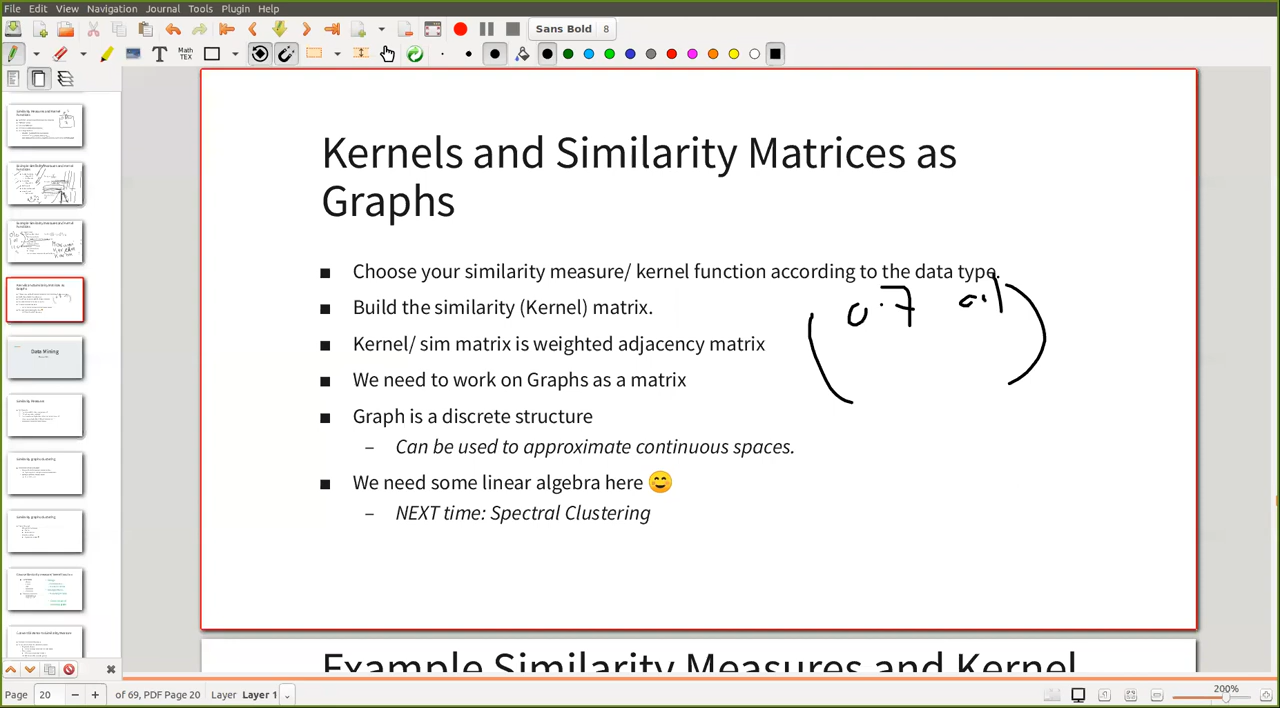 File Edit View Navigation Journal Tools Plugin Help
Sans Bold 8
Math TEX
Kernels and Similarity Matrices as
Graphs
Choose your similarity measure/ kernel function according to the data type.
Build the similarity (Kernel) matrix.
Kernel/ sim matrix is weighted adjacency matrix
We need to work on Graphs as a matrix
Graph is a discrete structure
– Can be used to approximate continuous spaces.
We need some linear algebra here 😊
– NEXT time: Spectral Clustering
0.7 0.1
Data Mining
Example Similarity Measures and Kernel
Page 20 of 69, PDF Page 20 Layer Layer 1
200%